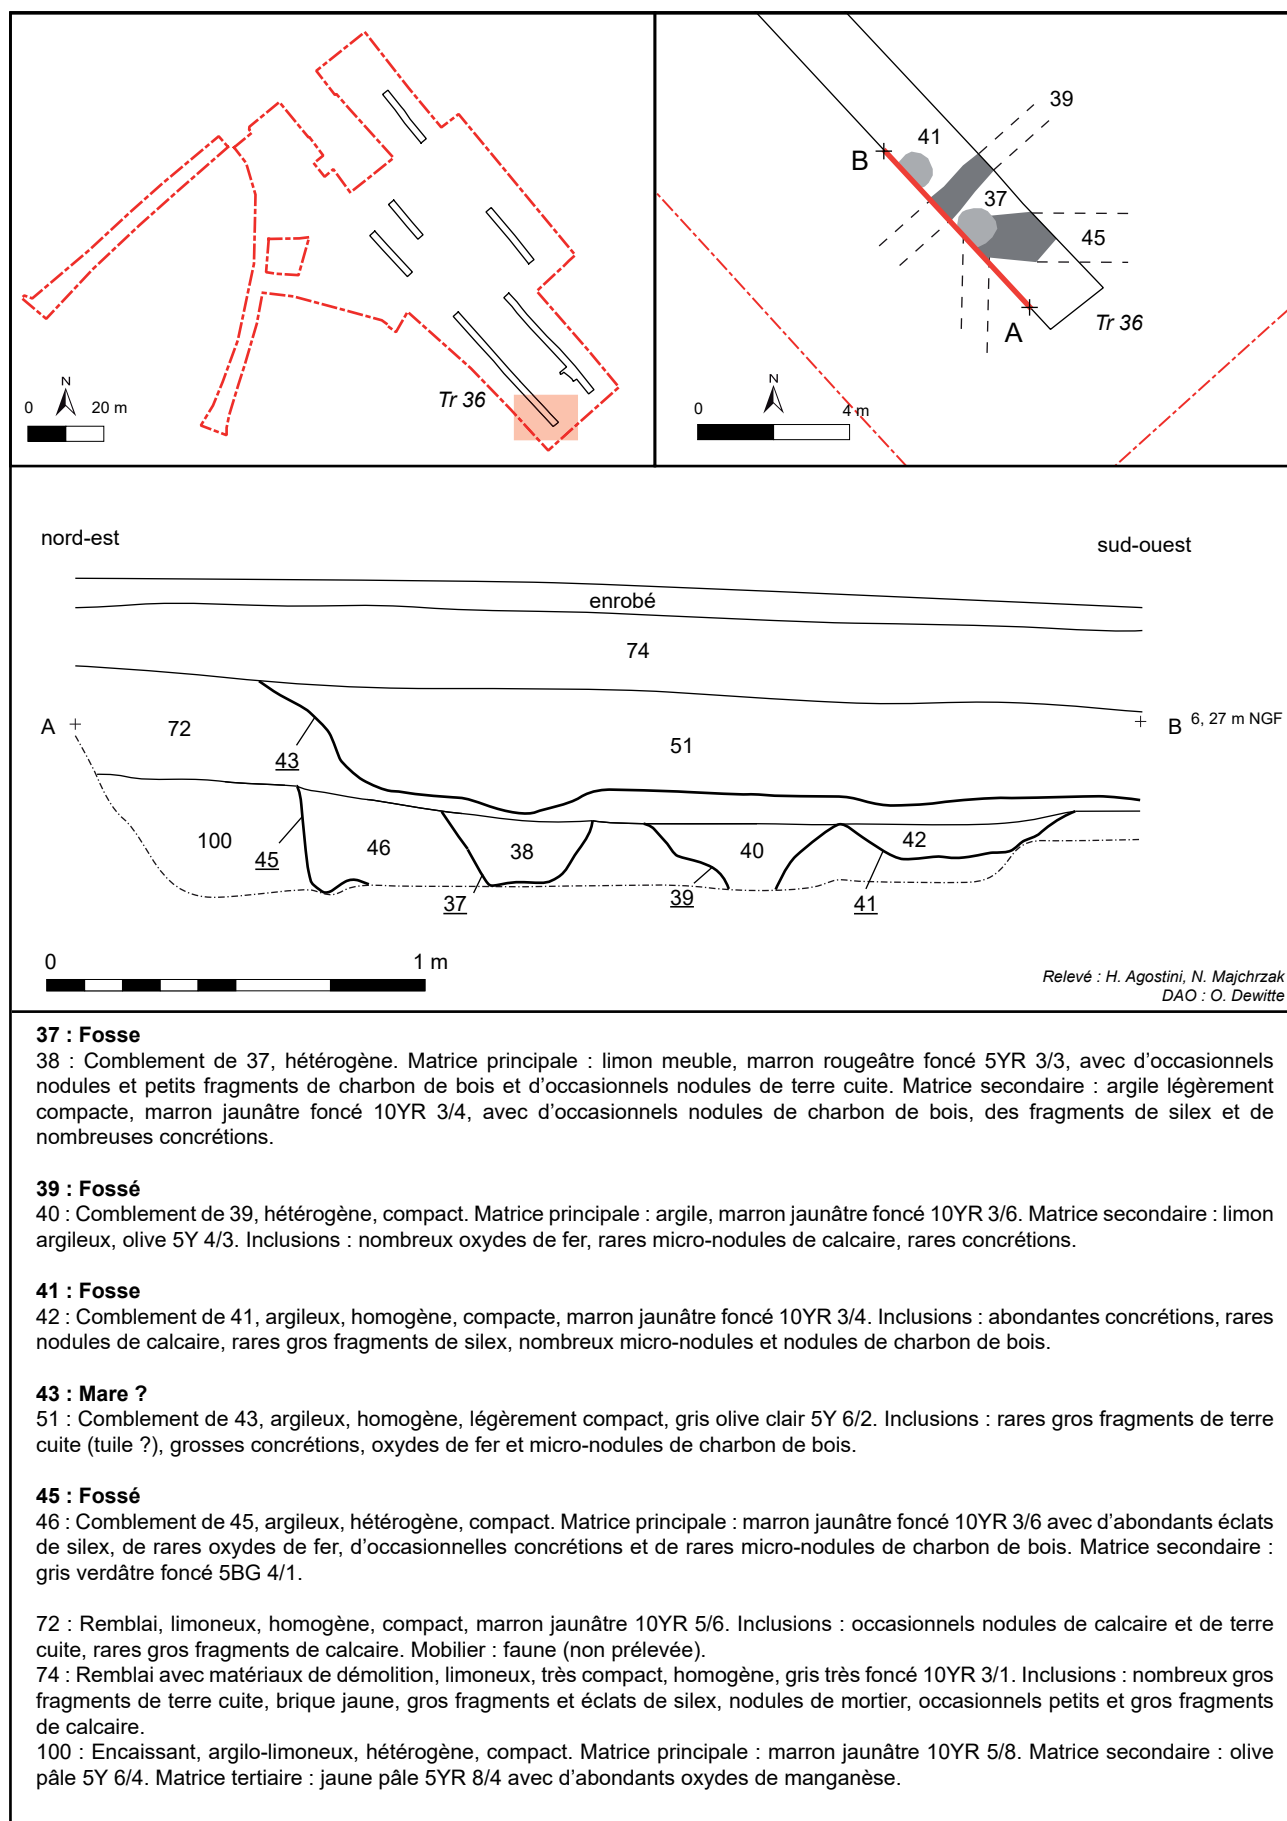 N
0 20 m
Tr 36
39
41
B
37
45
A
Tr 36
N
0 4 m
nord-est
sud-ouest
enrobé
74
A
72
43
51
B 6, 27 m NGF
100
45
46
38
40
42
37
39
41
0 1 m
Relevé : H. Agostini, N. Majchrzak
DAO : O. Dewitte
37 : Fosse
38 : Comblement de 37, hétérogène. Matrice principale : limon meuble, marron rougeâtre foncé 5YR 3/3, avec d'occasionnels
nodules et petits fragments de charbon de bois et d'occasionnels nodules de terre cuite. Matrice secondaire : argile légèrement
compacte, marron jaunâtre foncé 10YR 3/4, avec d'occasionnels nodules de charbon de bois, des fragments de silex et de
nombreuses concrétions.
39 : Fossé
40 : Comblement de 39, hétérogène, compact. Matrice principale : argile, marron jaunâtre foncé 10YR 3/6. Matrice secondaire : limon
argileux, olive 5Y 4/3. Inclusions : nombreux oxydes de fer, rares micro-nodules de calcaire, rares concrétions.
41 : Fosse
42 : Comblement de 41, argileux, homogène, compacte, marron jaunâtre foncé 10YR 3/4. Inclusions : abondantes concrétions, rares
nodules de calcaire, rares gros fragments de silex, nombreux micro-nodules et nodules de charbon de bois.
43 : Mare ?
51 : Comblement de 43, argileux, homogène, légèrement compact, gris olive clair 5Y 6/2. Inclusions : rares gros fragments de terre
cuite (tuile ?), grosses concrétions, oxydes de fer et micro-nodules de charbon de bois.
45 : Fossé
46 : Comblement de 45, argileux, hétérogène, compact. Matrice principale : marron jaunâtre foncé 10YR 3/6 avec d'abondants éclats
de silex, de rares oxydes de fer, d'occasionnelles concrétions et de rares micro-nodules de charbon de bois. Matrice secondaire :
gris verdâtre foncé 5BG 4/1.
72 : Remblai, limoneux, homogène, compact, marron jaunâtre 10YR 5/6. Inclusions : occasionnels nodules de calcaire et de terre
cuite, rares gros fragments de calcaire. Mobilier : faune (non prélevée).
74 : Remblai avec matériaux de démolition, limoneux, très compact, homogène, gris très foncé 10YR 3/1. Inclusions : nombreux gros
fragments de terre cuite, brique jaune, gros fragments et éclats de silex, nodules de mortier, occasionnels petits et gros fragments
de calcaire.
100 : Encaissant, argilo-limoneux, hétérogène, compact. Matrice principale : marron jaunâtre 10YR 5/8. Matrice secondaire : olive
pâle 5Y 6/4. Matrice tertiaire : jaune pâle 5YR 8/4 avec d'abondants oxydes de manganèse.